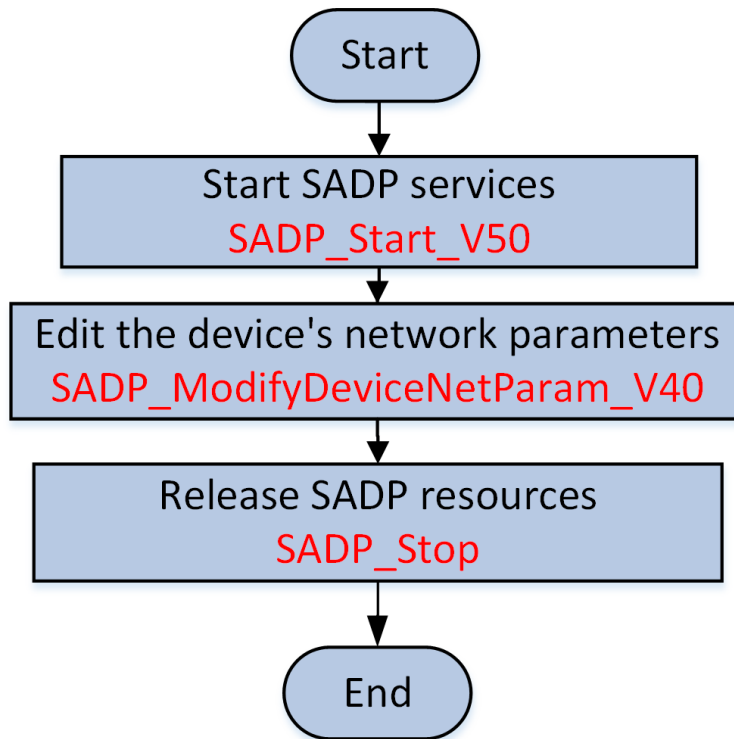 Start
Start SADP services
SADP_Start_V50
Edit the device's network parameters
SADP_ModifyDeviceNetParam_V40
Release SADP resources
SADP_Stop
End